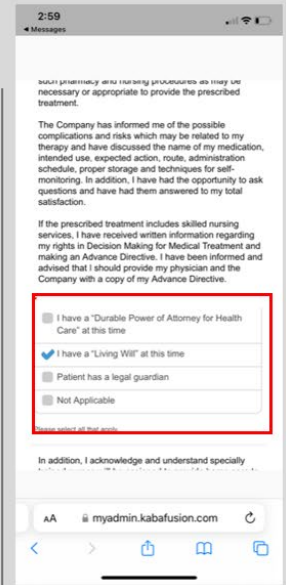 2:59
Messages
such pharmacy and nursing procedures as may be
necessary or appropriate to provide the prescribed
treatment.
The Company has informed me of the possible
complications and risks which may be related to my
therapy and have discussed the name of my medication,
intended use, expected action, route, administration
schedule, proper storage and techniques for self-
monitoring. In addition, I have had the opportunity to ask
questions and have had them answered to my total
satisfaction.
If the prescribed treatment includes skilled nursing
services, I have received written information regarding
my rights in Decision Making for Medical Treatment and
making an Advance Directive. I have been informed and
advised that I should provide my physician and the
Company with a copy of my Advance Directive.
I have a "Durable Power of Attorney for Health
Care" at this time
I have a "Living Will" at this time
Patient has a legal guardian
Not Applicable
Please select all that apply
In addition, I acknowledge and understand specially
AA myadmin.kabafusion.com